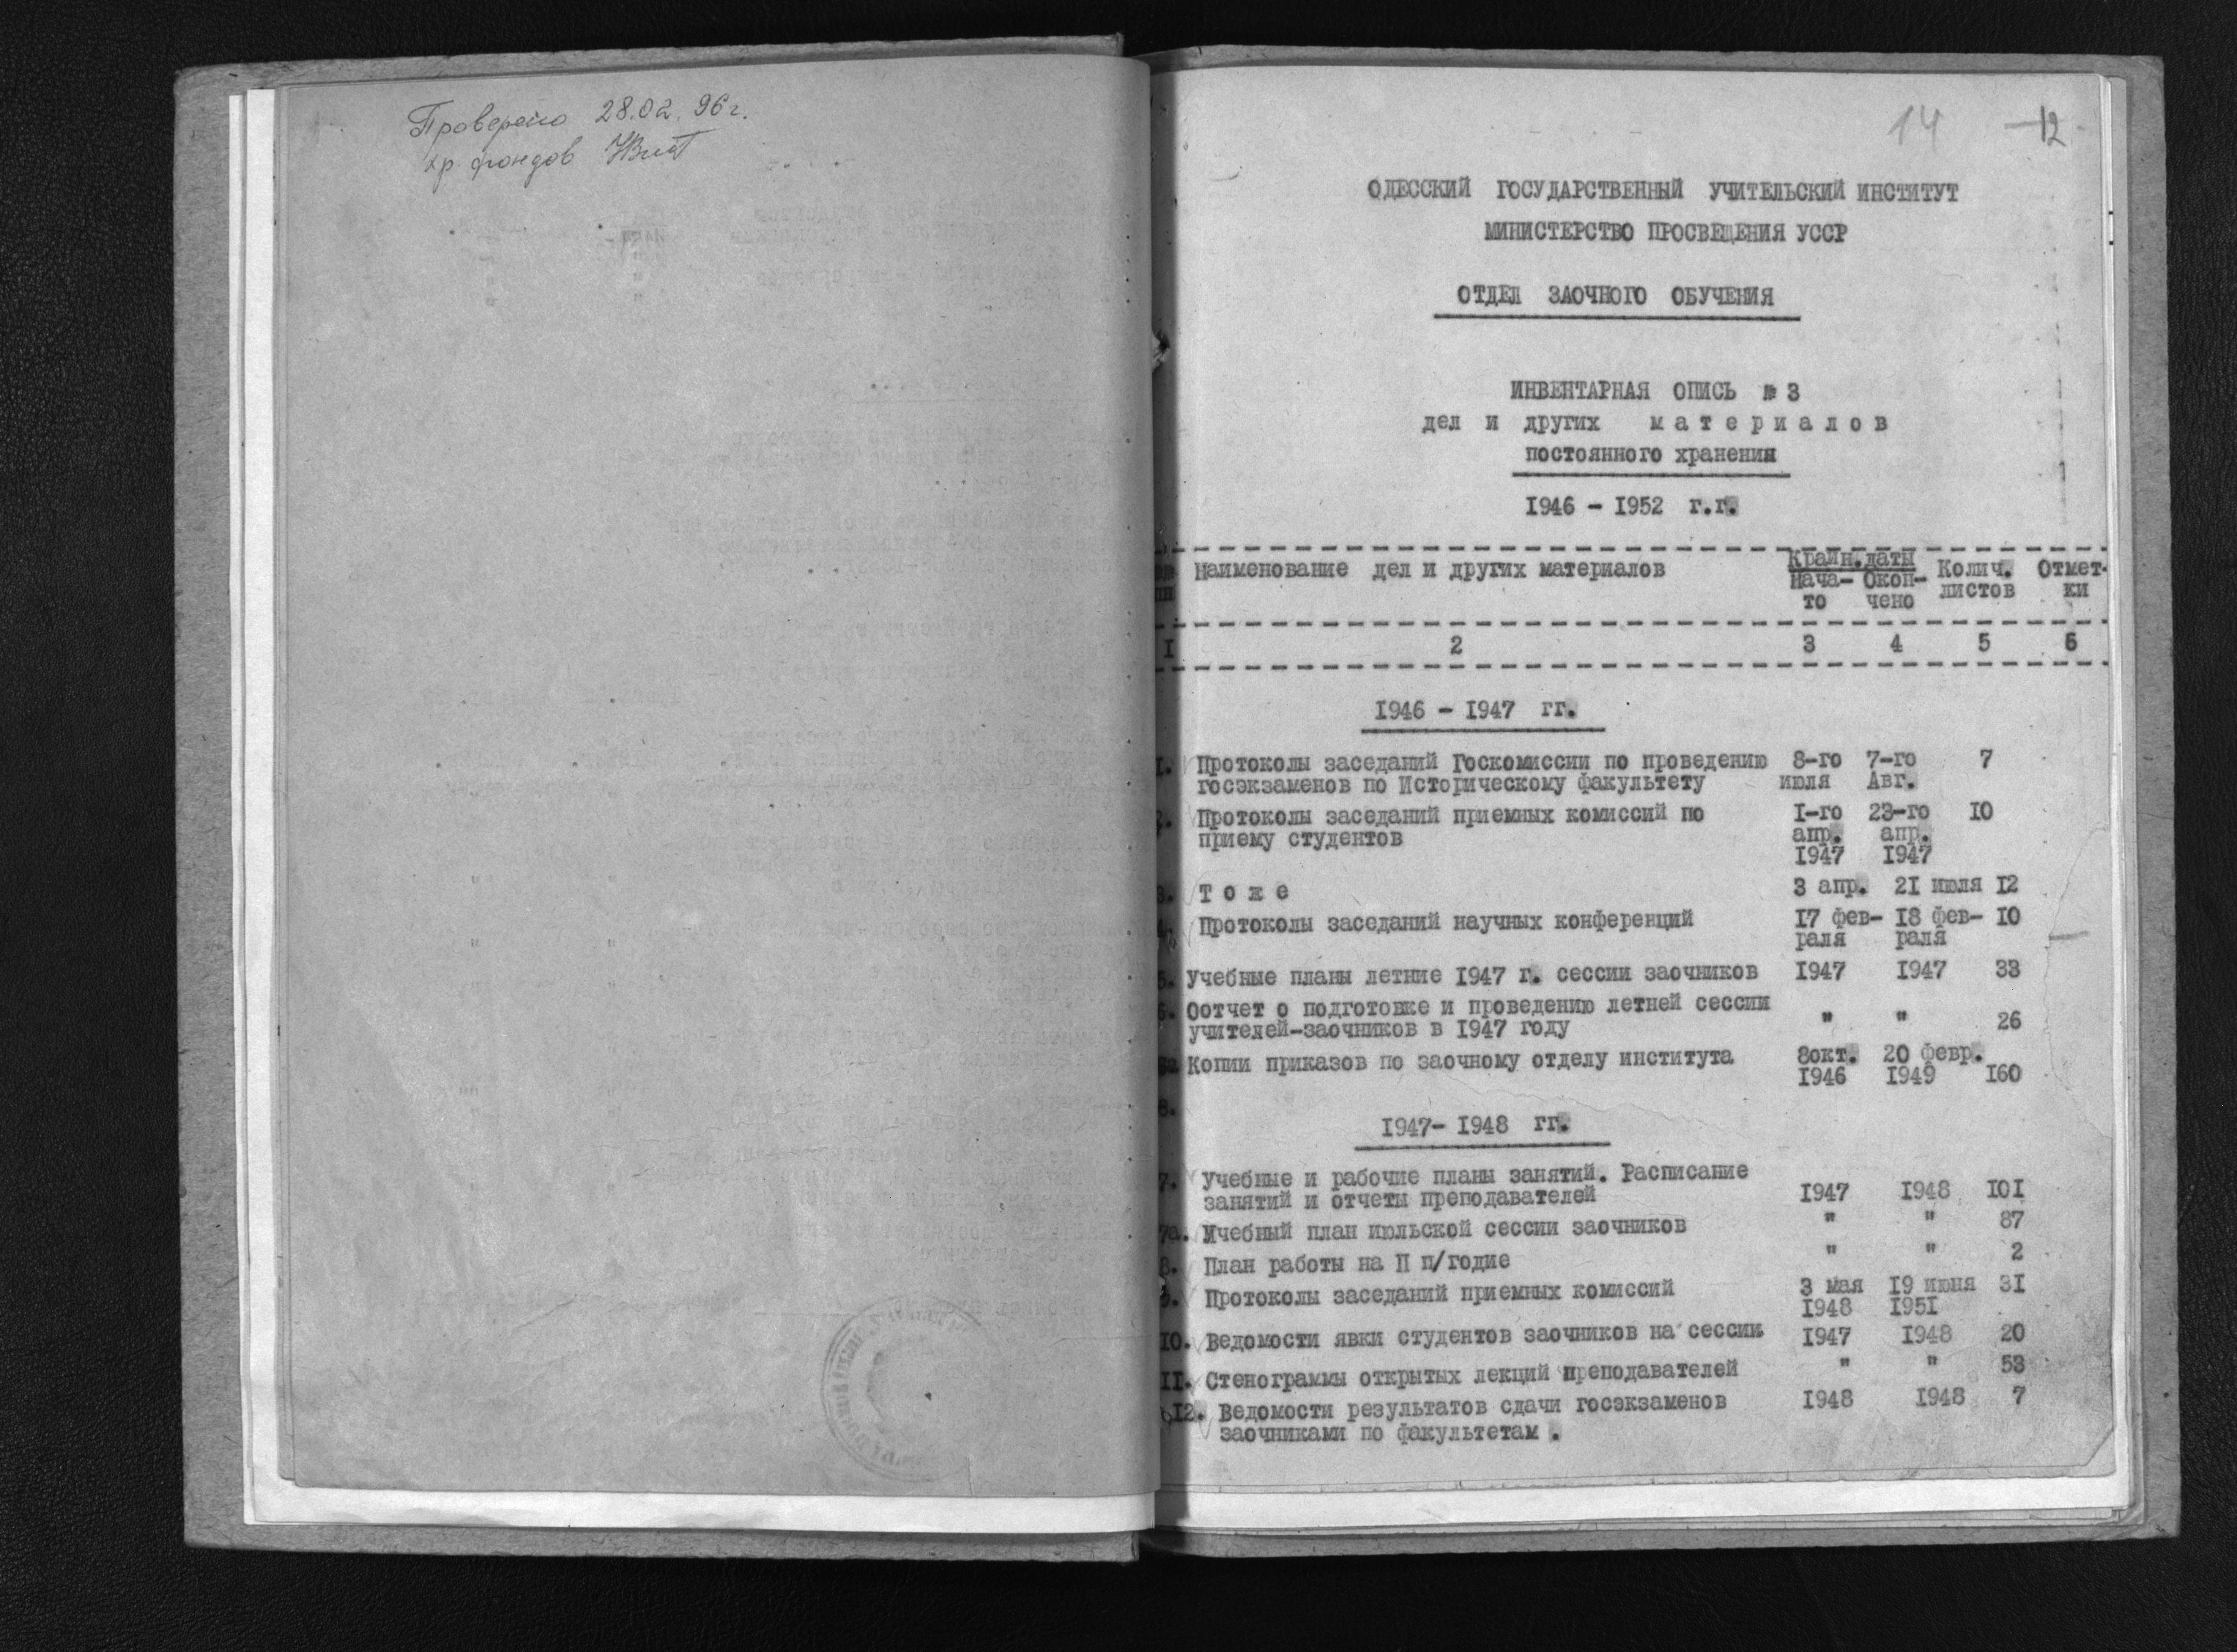 Проверено 28.02.96г.
хр. фондов
14 12
ОДЕССКИЙ ГОСУДАРСТВЕННЫЙ УЧИТЕЛЬСКИЙ ИНСТИТУТ
МИНИСТЕРСТВО ПРОСВЕЩЕНИЯ УССР
ОТДЕЛ ЗАОЧНОГО ОБУЧЕНИЯ
ИНВЕНТАРНАЯ ОПИСЬ № 3
дел и других материалов
постоянного хранения
1946 - 1952 г.г.
Крайн.даты
Наименование дел и других материалов Нача- Окон- Колич. Отмет-
то чено листов ки
1 2 3 4 5 6
1946 - 1947 гг.
1. Протоколы заседаний Госкомиссии по проведению 8-го 7-го 7
госэкзаменов по Историческому факультету июля Авг.
2. Протоколы заседаний приемных комиссий по 1-го 23-го 10
приему студентов апр. апр.
1947 1947
3. Т о ж е 3 апр. 21 июля 12
4. Протоколы заседаний научных конференций 17 фев- 18 фев- 10
раля раля
5. Учебные планы летние 1947 г. сессии заочников 1947 1947 33
6. Оотчет о подготовке и проведению летней сессии
учителей-заочников в 1947 году " " 26
Копии приказов по заочному отделу института 8окт. 20 февр.
1946 1949 160
1947- 1948 гг.
7. Учебные и рабочие планы занятий. Расписание
занятий и отчеты преподавателей 1947 1948 101
7а. Учебный план июльской сессии заочников " " 87
8. План работы на II п/годие " " 2
9. Протоколы заседаний приемных комиссий 3 мая 19 июня 31
1948 1951
10. Ведомости явки студентов заочников на сессии 1947 1948 20
11. Стенограммы открытых лекций преподавателей " " 53
12. Ведомости результатов сдачи госэкзаменов 1948 1948 7
заочниками по факультетам .